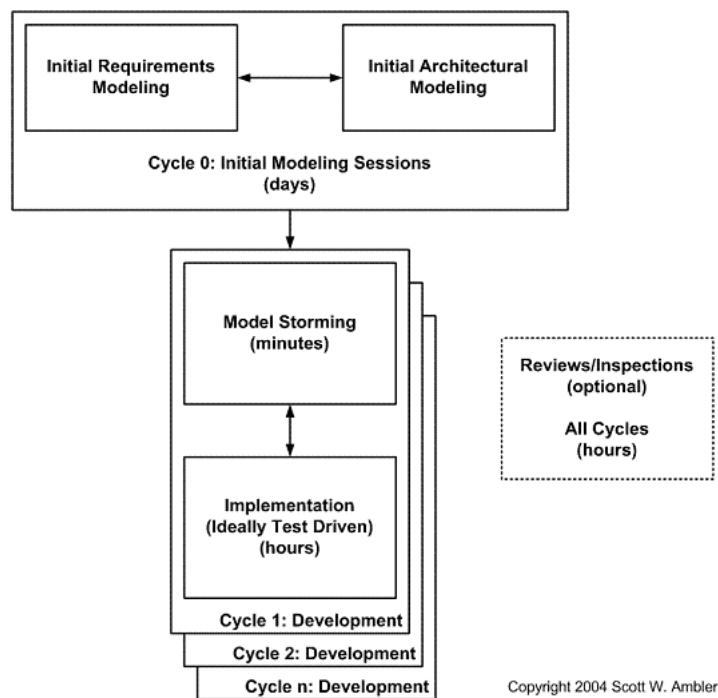 Initial Requirements
Modeling
Initial Architectural
Modeling
Cycle 0: Initial Modeling Sessions
(days)
Model Storming
(minutes)
Reviews/Inspections
(optional)
All Cycles
(hours)
Implementation
(Ideally Test Driven)
(hours)
Cycle 1: Development
Cycle 2: Development
Cycle n: Development
Copyright 2004 Scott W. Ambler